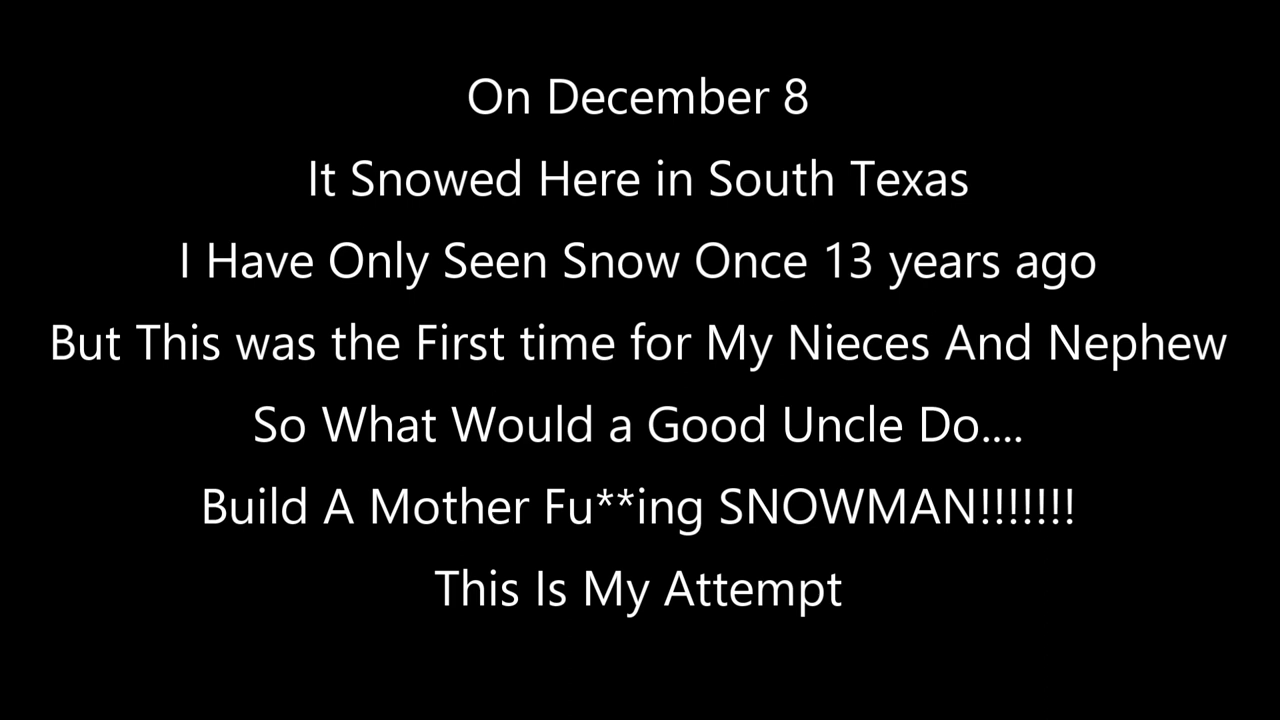 On December 8
It Snowed Here in South Texas
I Have Only Seen Snow Once 13 years ago
But This was the First time for My Nieces And Nephew
So What Would a Good Uncle Do....
Build A Mother Fu**ing SNOWMAN!!!!!!!
This Is My Attempt